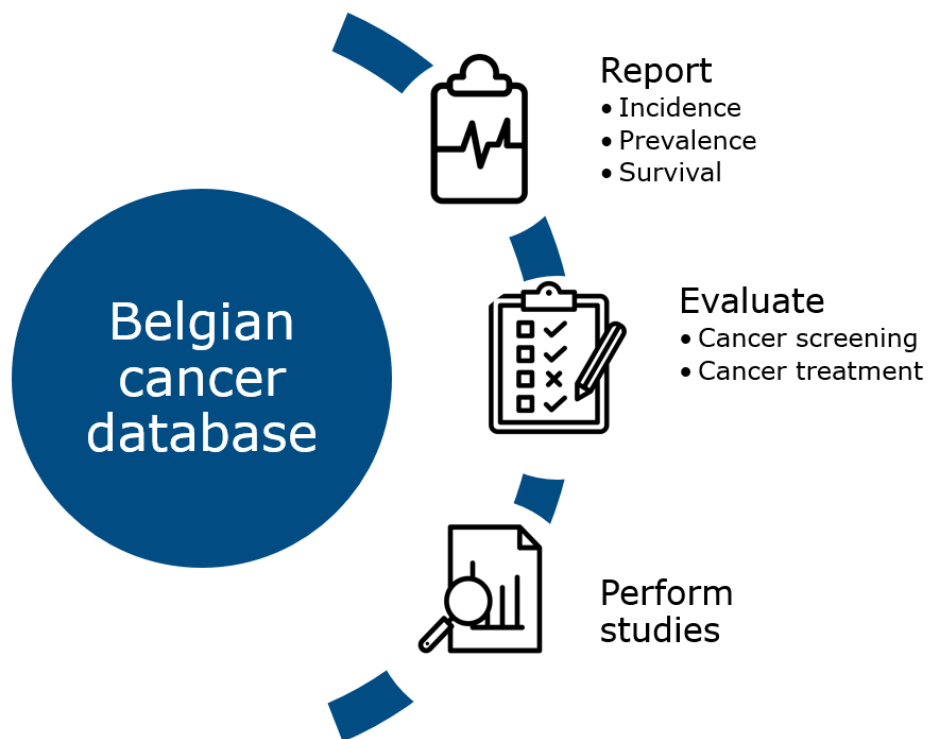 Belgian
cancer
database
Report
• Incidence
• Prevalence
• Survival
Evaluate
• Cancer screening
• Cancer treatment
Perform
studies